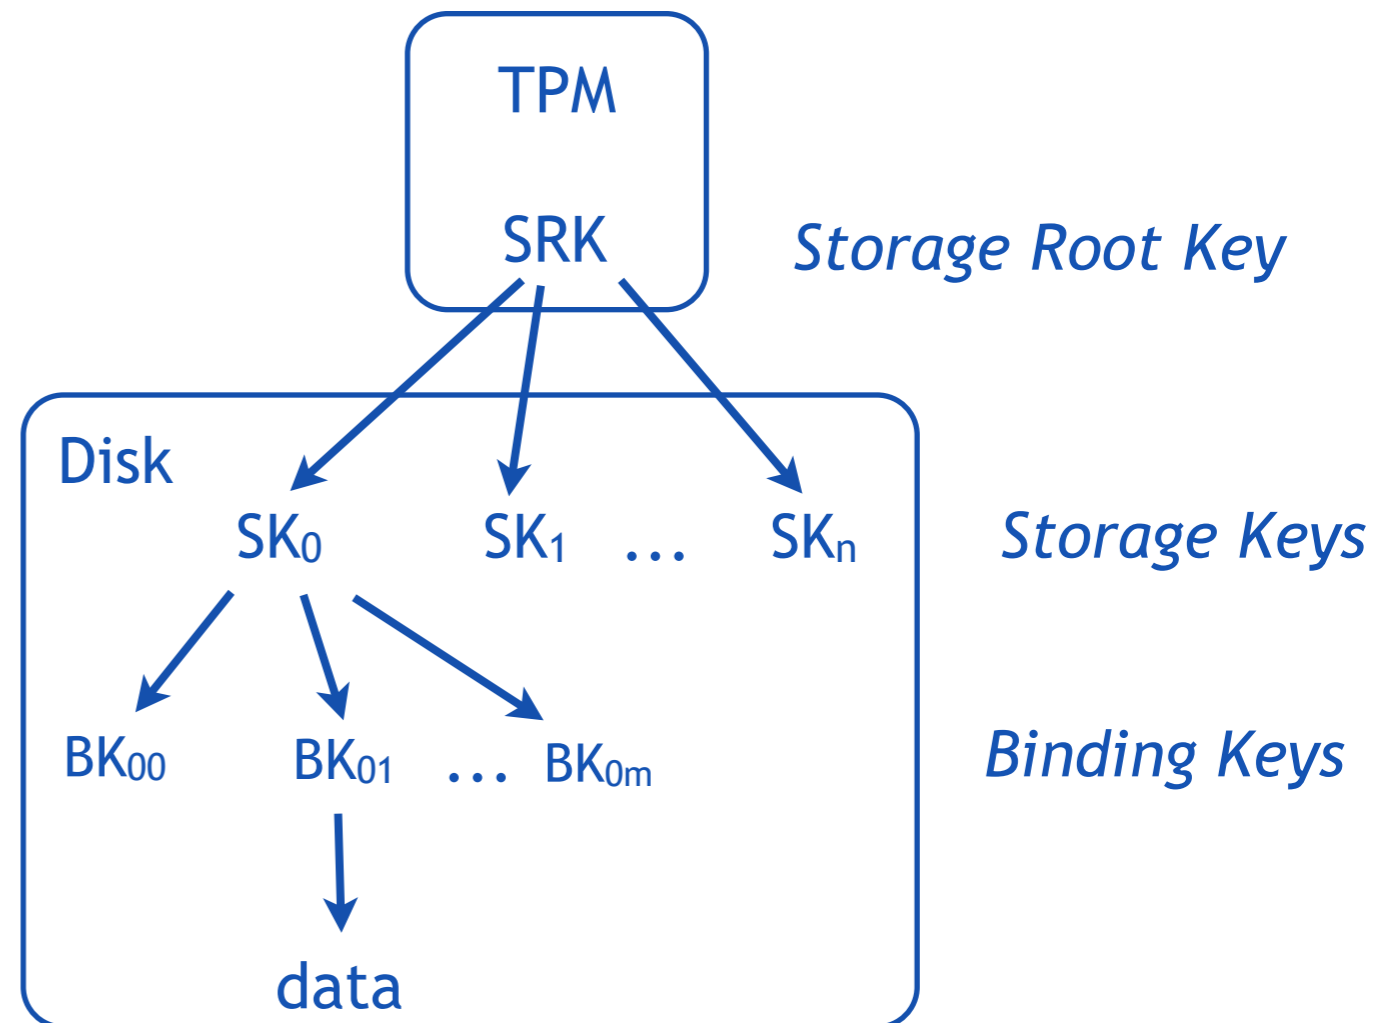 TPM
SRK
Storage Root Key
Disk
SK₀ SK₁ ... SKₙ
Storage Keys
BK₀₀ BK₀₁ ... BK₀ₘ
Binding Keys
data